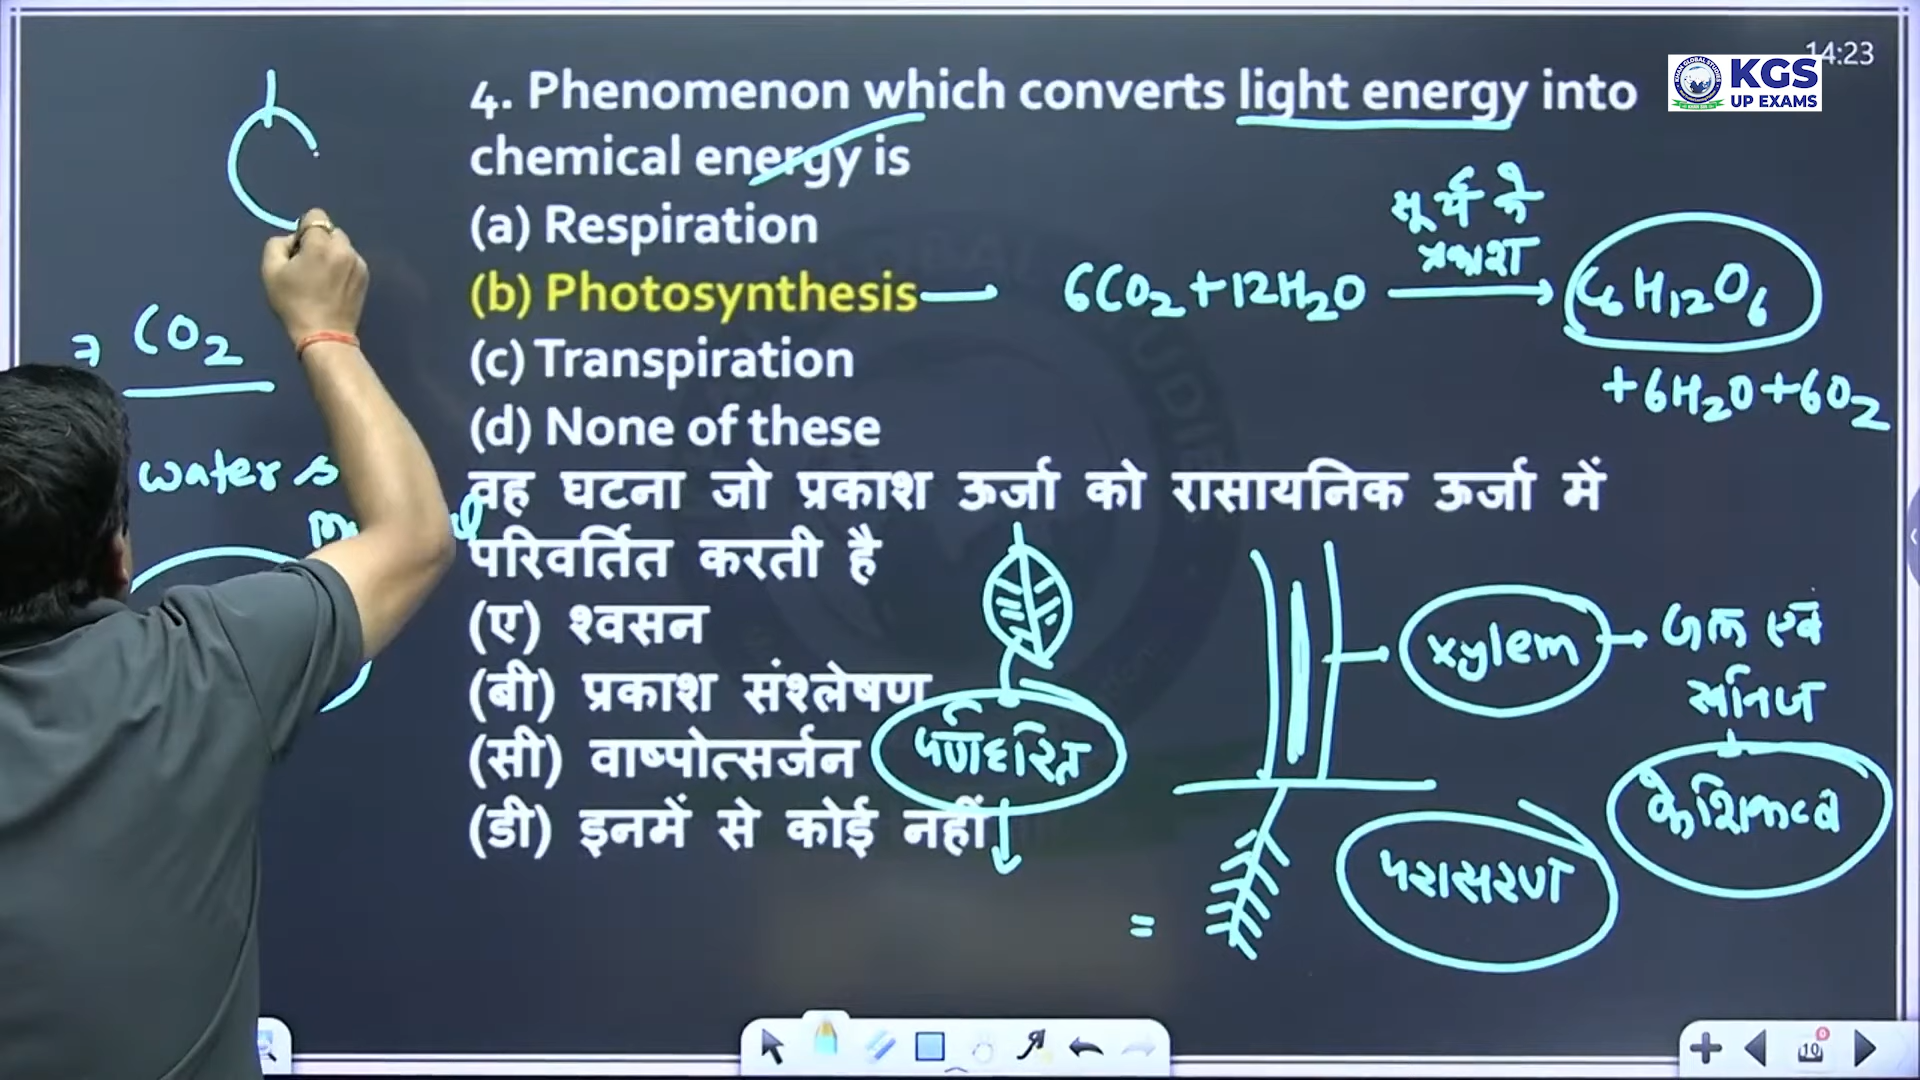 14:23
KGS
UP EXAMS
4. Phenomenon which converts light energy into
chemical energy is
(a) Respiration
(b) Photosynthesis
(c) Transpiration
(d) None of these
वह घटना जो प्रकाश ऊर्जा को रासायनिक ऊर्जा में
परिवर्तित करती है
(ए) श्वसन
(बी) प्रकाश संश्लेषण
(सी) वाष्पोत्सर्जन
(डी) इनमें से कोई नहीं
6CO2+12H2O
सूर्य के
प्रकाश
C6H12O6
+6H2O+6O2
CO2
water
पर्णहरित
xylem
जल एवं
खनिज
परासरण
=
10
0